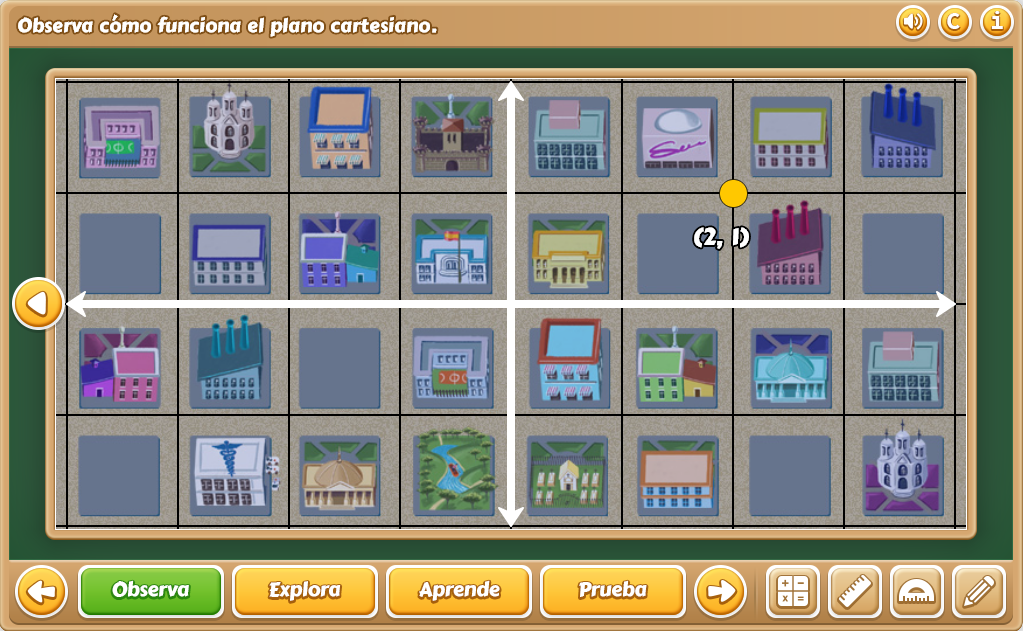 Observa cómo funciona el plano cartesiano.
C
i
(2, 1)
Observa
Explora
Aprende
Prueba